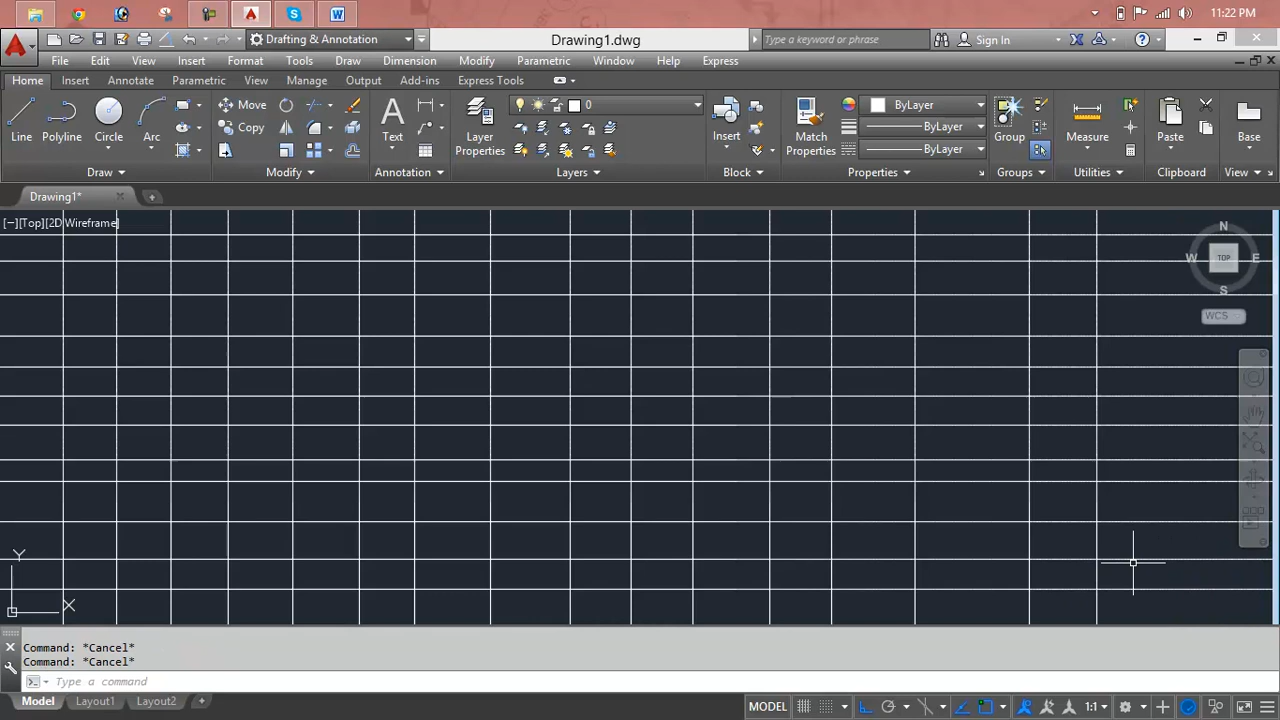 11:22 PM
Drafting & Annotation
Drawing1.dwg
Type a keyword or phrase
Sign In
File Edit View Insert Format Tools Draw Dimension Modify Parametric Window Help Express
Home Insert Annotate Parametric View Manage Output Add-ins Express Tools
Line Polyline Circle Arc
Move
Copy
Text
Layer Properties
0
Insert
Match Properties
ByLayer
ByLayer
ByLayer
Group
Measure
Paste
Base
Draw Modify Annotation Layers Block Properties Groups Utilities Clipboard View
Drawing1*
[−][Top][2D Wireframe]
N
W TOP E
S
WCS
Y
X
Command: *Cancel*
Command: *Cancel*
Type a command
Model Layout1 Layout2 +
MODEL 1:1